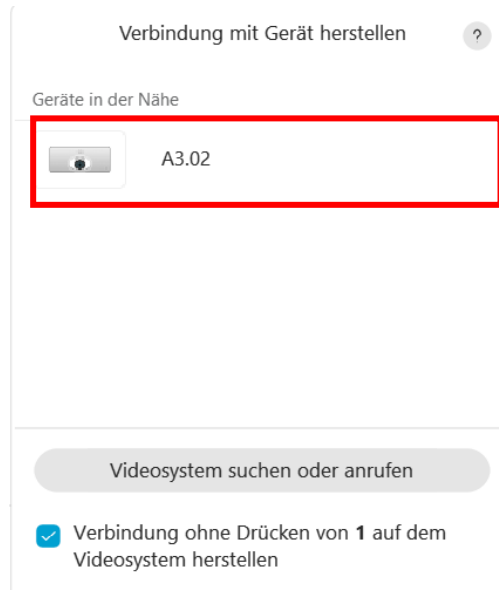 Verbindung mit Gerät herstellen
?
Geräte in der Nähe
A3.02
Videosystem suchen oder anrufen
Verbindung ohne Drücken von 1 auf dem
Videosystem herstellen